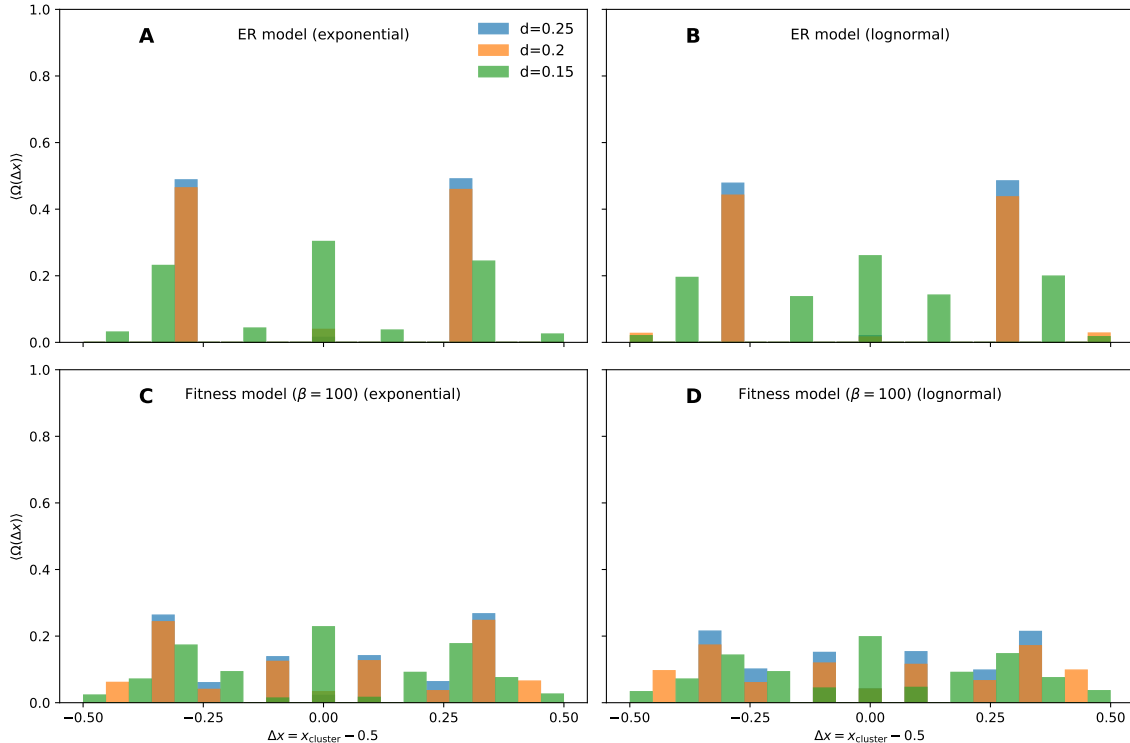 A ER model (exponential)
d=0.25
d=0.2
d=0.15
B ER model (lognormal)
1.0
0.8
0.6
0.4
0.2
0.0
⟨Ω(Δx)⟩
C Fitness model (β = 100) (exponential)
D Fitness model (β = 100) (lognormal)
1.0
0.8
0.6
0.4
0.2
0.0
⟨Ω(Δx)⟩
−0.50 −0.25 0.00 0.25 0.50
−0.50 −0.25 0.00 0.25 0.50
Δx = x_cluster − 0.5
Δx = x_cluster − 0.5